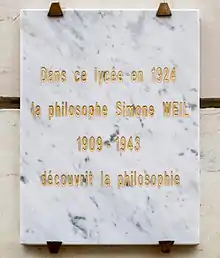 Dans ce lycée en 1924
la philosophe Simone WEIL
1909-1943
découvrit la philosophie